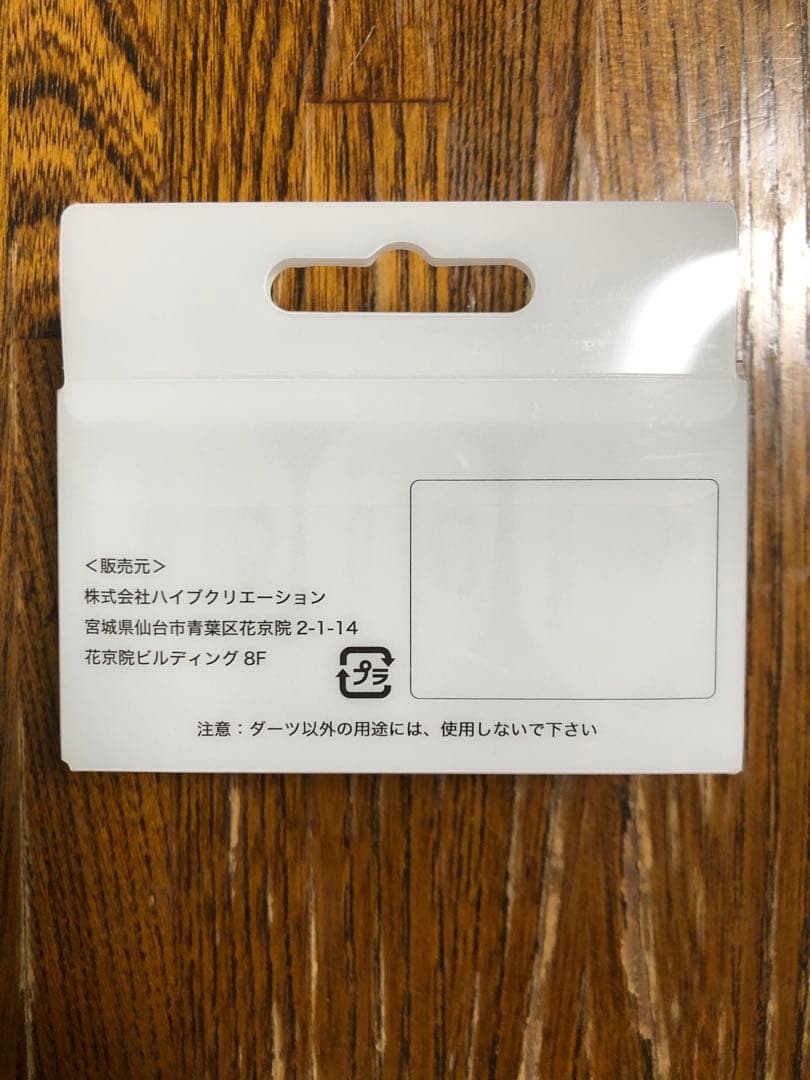 ＜販売元＞
株式会社ハイブクリエーション
宮城県仙台市青葉区花京院 2-1-14
花京院ビルディング 8F
プラ
注意：ダーツ以外の用途には、使用しないで下さい